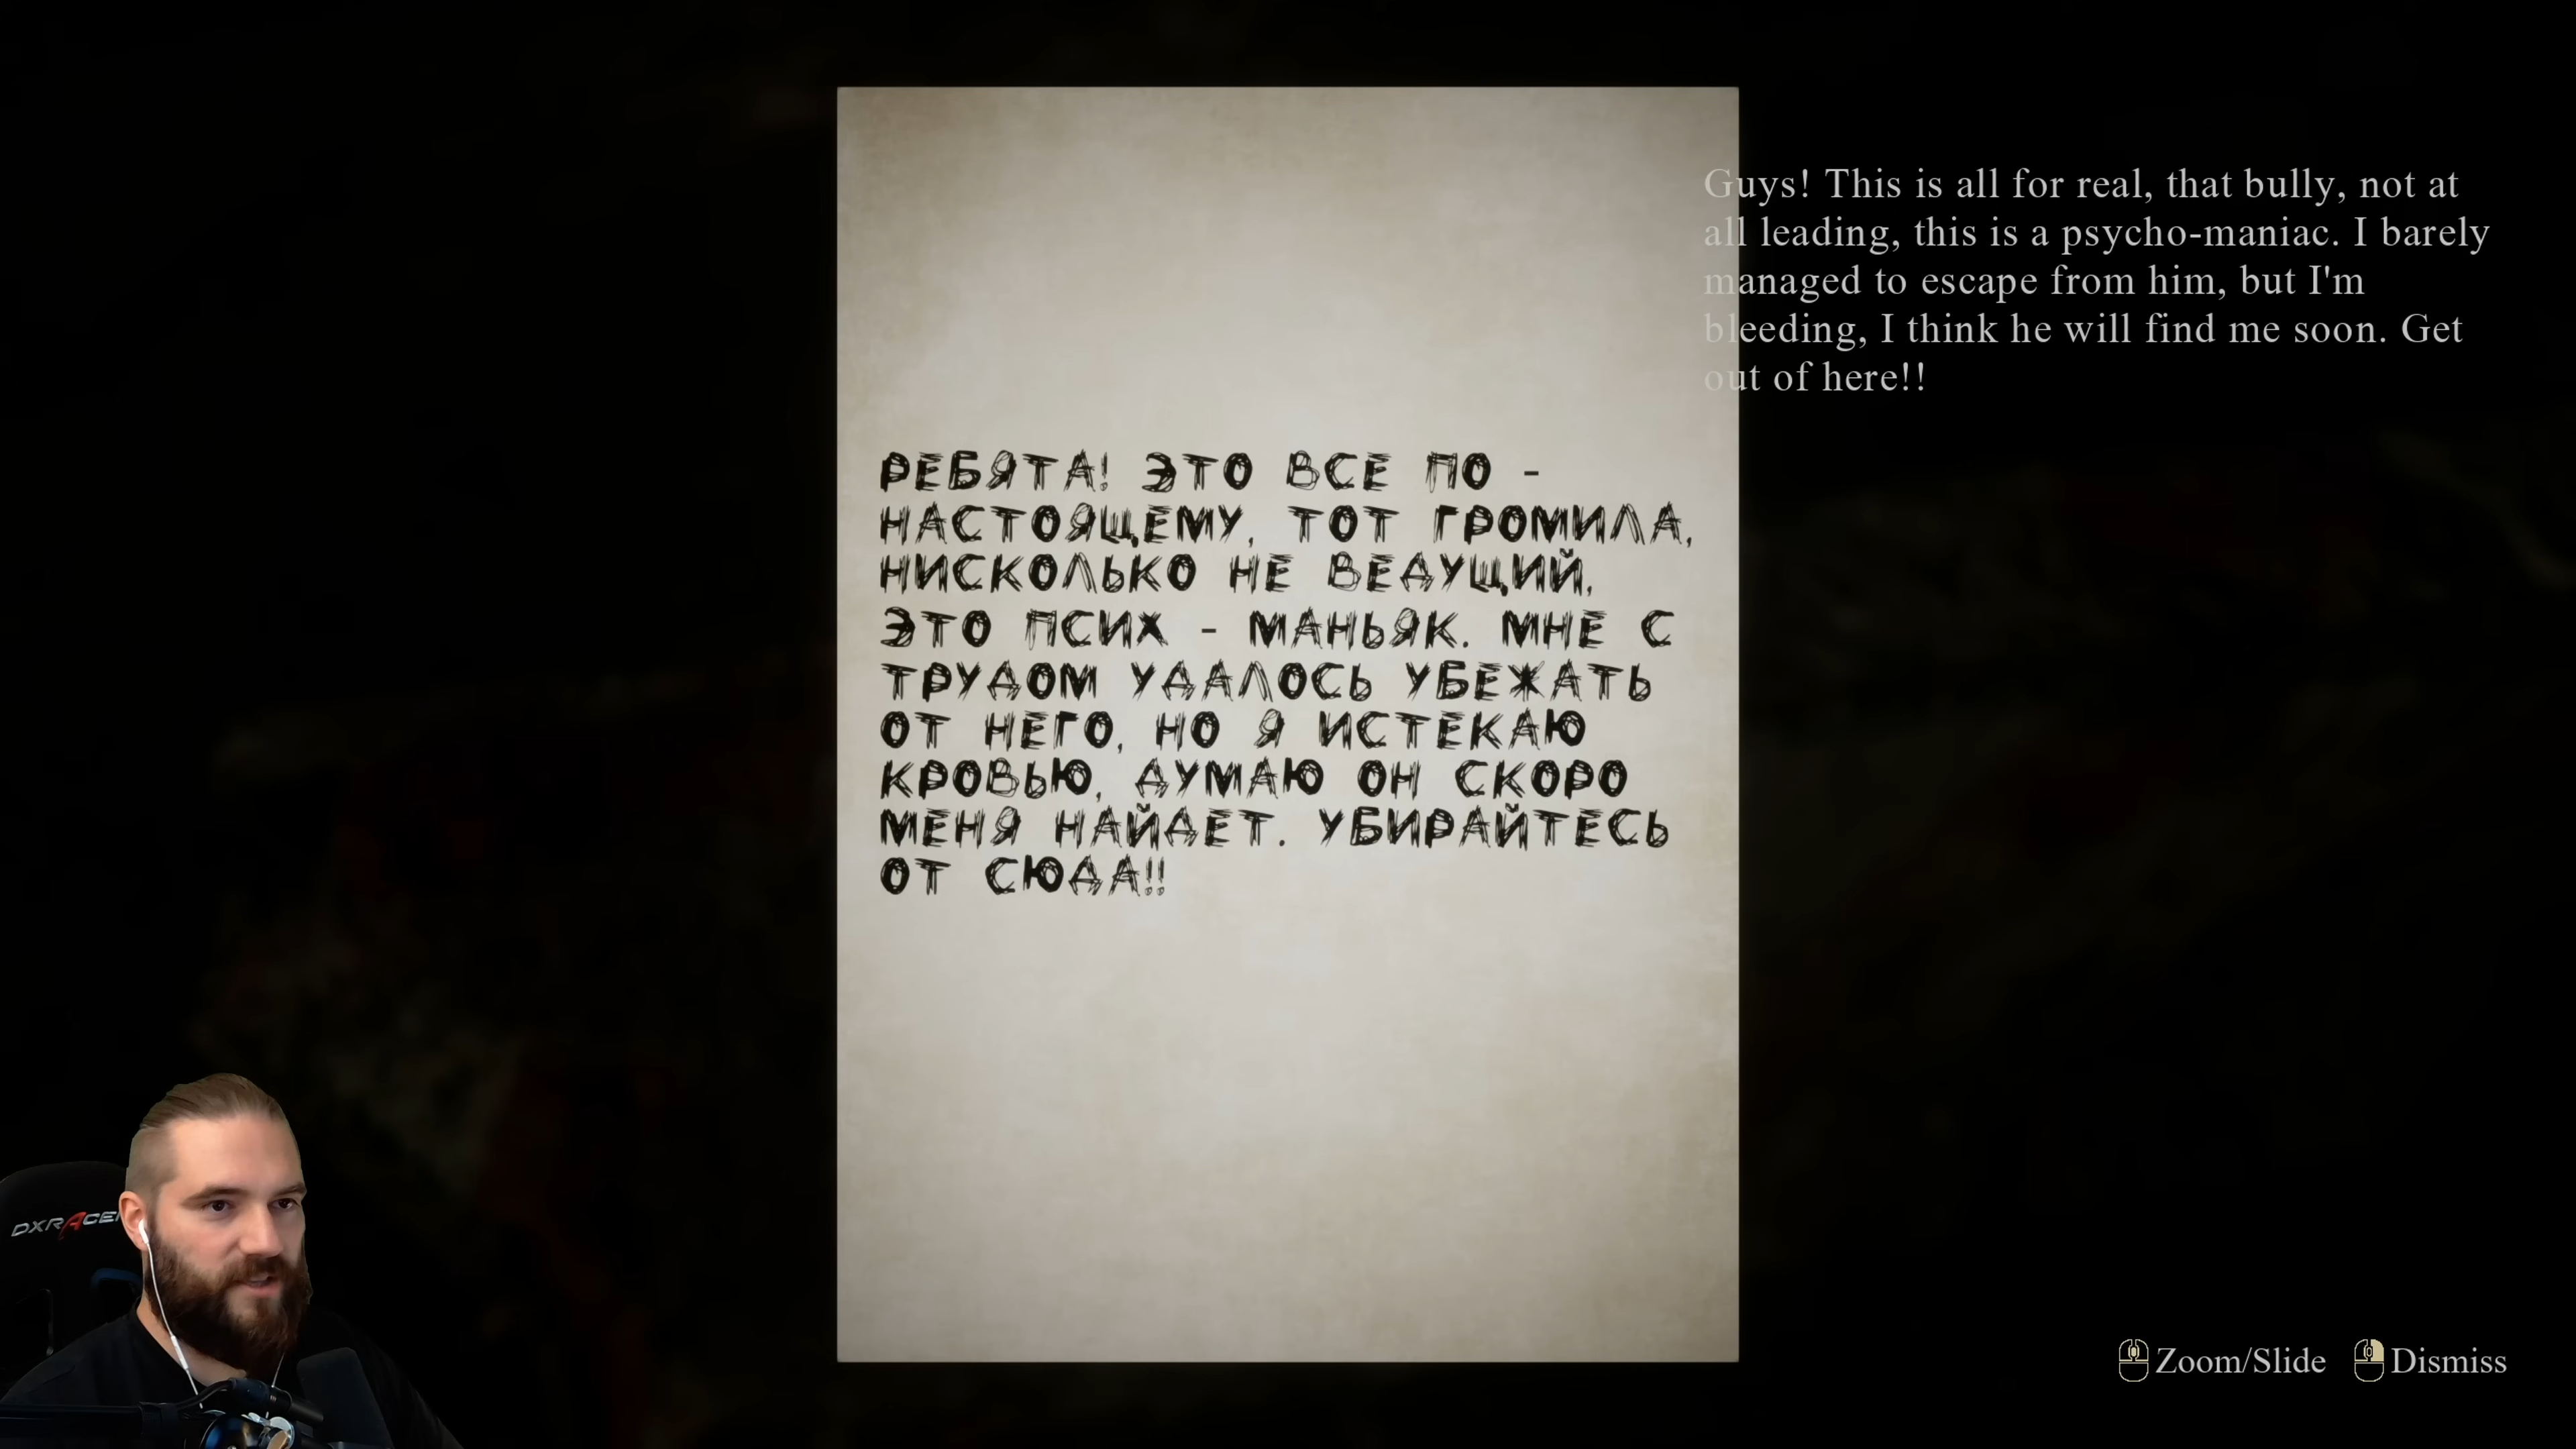 Guys! This is all for real, that bully, not at
all leading, this is a psycho-maniac. I barely
managed to escape from him, but I'm
bleeding, I think he will find me soon. Get
out of here!!
РЕБЯТА! ЭТО ВСЕ ПО -
НАСТОЯЩЕМУ, ТОТ ГРОМИЛА,
НИСКОЛЬКО НЕ ВЕДУЩИЙ,
ЭТО ПСИХ - МАНЬЯК. МНЕ С
ТРУДОМ УДАЛОСЬ УБЕЖАТЬ
ОТ НЕГО, НО Я ИСТЕКАЮ
КРОВЬЮ, ДУМАЮ ОН СКОРО
МЕНЯ НАЙДЕТ. УБИРАЙТЕСЬ
ОТ СЮДА!!
DXRACER
Zoom/Slide Dismiss